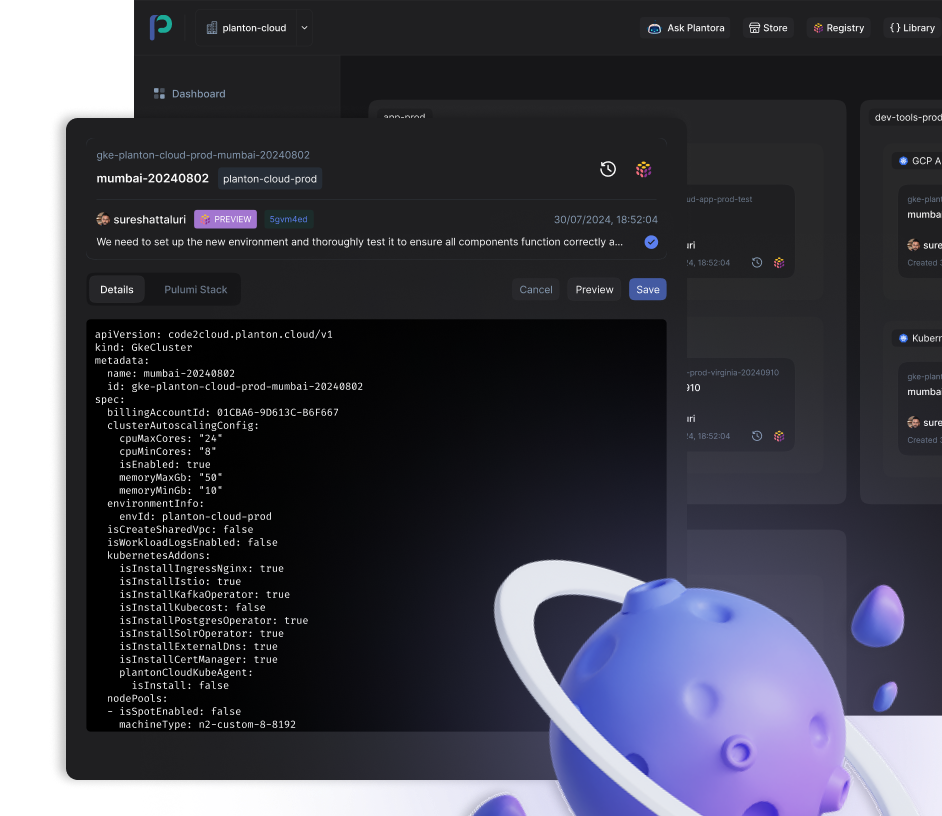 planton-cloud
Ask Plantora
Store
Registry
{ } Library
Dashboard
app-prod
dev-tools-prod
gke-planton-cloud-prod-mumbai-20240802
mumbai-20240802
planton-cloud-prod
sureshattaluri
PREVIEW
5gvm4ed
30/07/2024, 18:52:04
We need to set up the new environment and thoroughly test it to ensure all components function correctly a...
Details
Pulumi Stack
Cancel
Preview
Save
apiVersion: code2cloud.planton.cloud/v1
kind: GkeCluster
metadata:
  name: mumbai-20240802
  id: gke-planton-cloud-prod-mumbai-20240802
spec:
  billingAccountId: 01CBA6-9D613C-B6F667
  clusterAutoscalingConfig:
    cpuMaxCores: "24"
    cpuMinCores: "8"
    isEnabled: true
    memoryMaxGb: "50"
    memoryMinGb: "10"
  environmentInfo:
    envId: planton-cloud-prod
  isCreateSharedVpc: false
  isWorkloadLogsEnabled: false
  kubernetesAddons:
    isInstallIngressNginx: true
    isInstallIstio: true
    isInstallKafkaOperator: true
    isInstallKubecost: false
    isInstallPostgresOperator: true
    isInstallSolrOperator: true
    isInstallExternalDns: true
    isInstallCertManager: true
    plantonCloudKubeAgent:
      isInstall: false
  nodePools:
  - isSpotEnabled: false
    machineType: n2-custom-8-8192
ud-app-prod-test
uri
24, 18:52:04
-prod-virginia-20240910
910
uri
24, 18:52:04
GCP A
gke-plan
mumba
sure
Created
Kubern
gke-plan
mumba
sure
Created